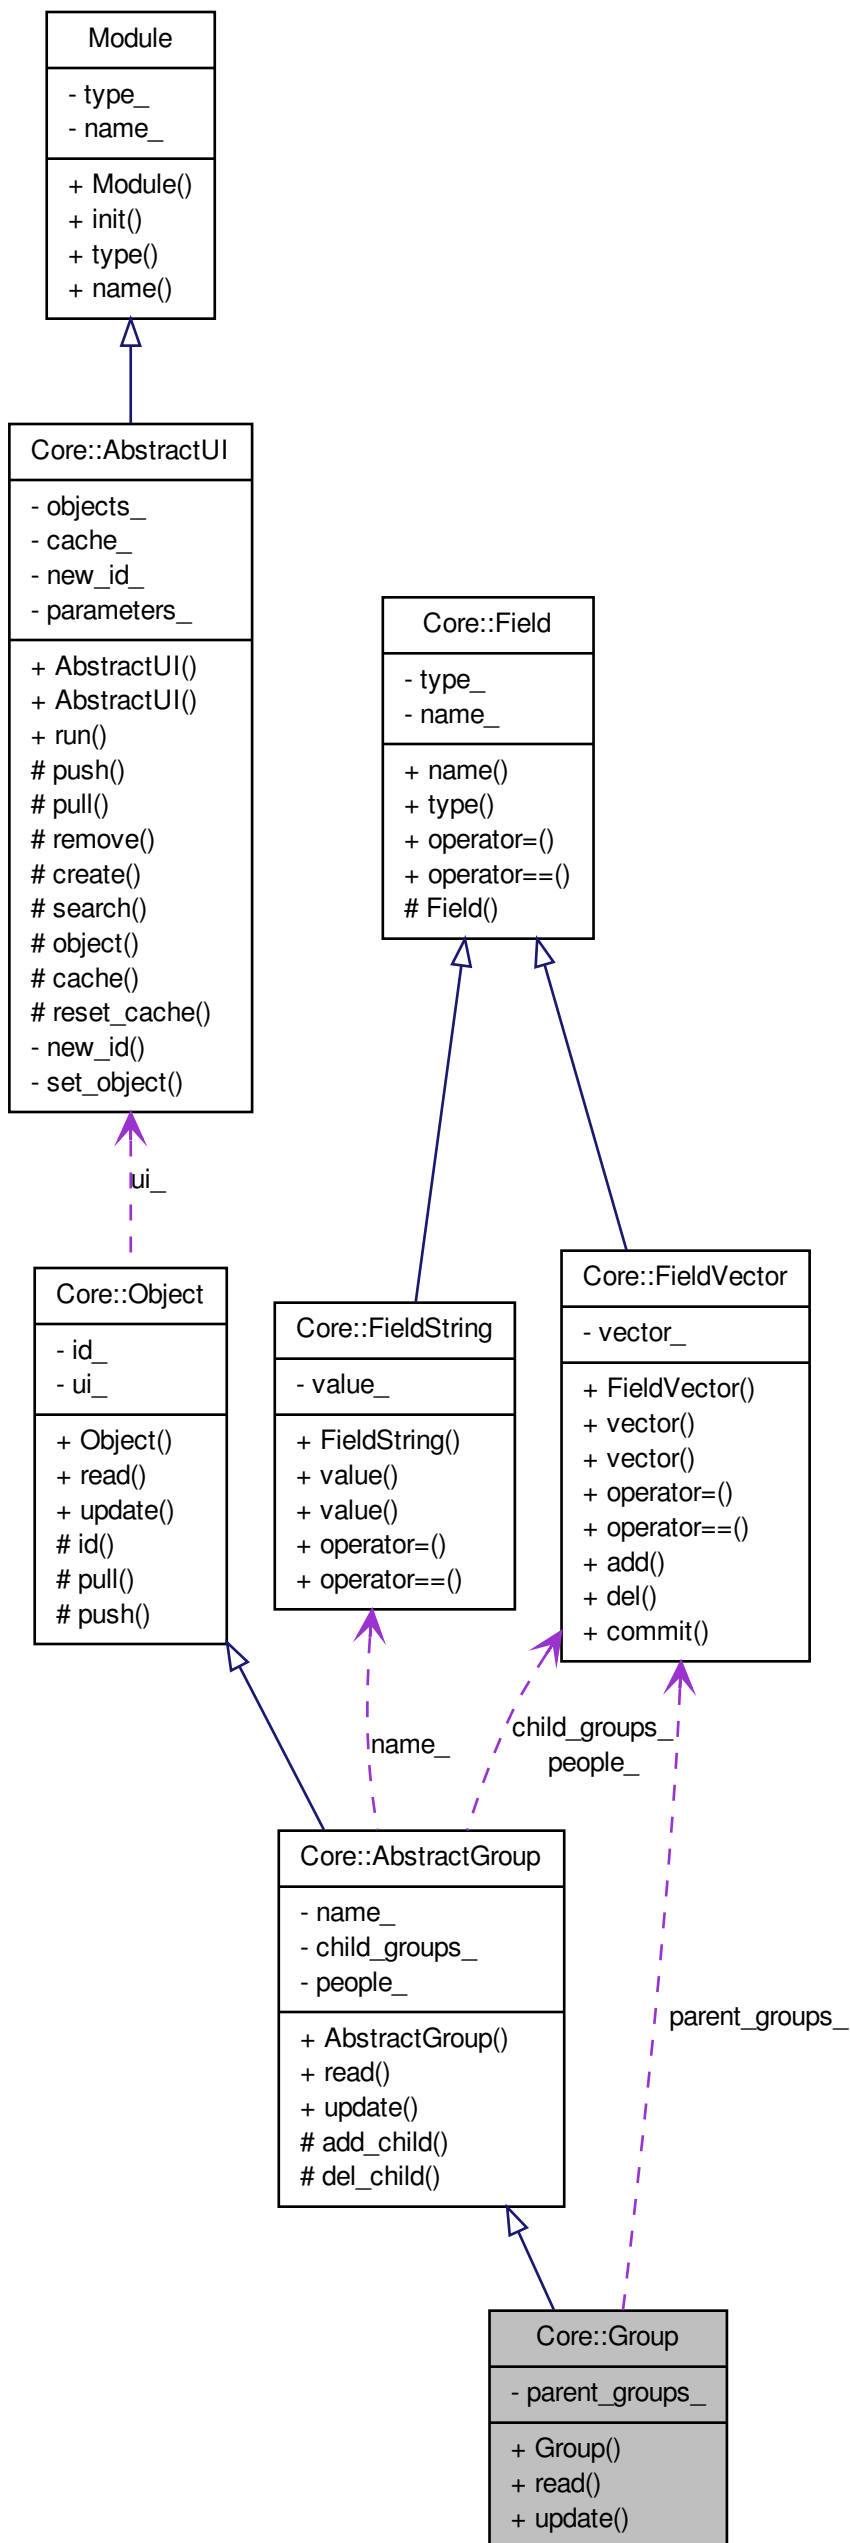 Module
- type_
- name_
+ Module()
+ init()
+ type()
+ name()
Core::AbstractUI
- objects_
- cache_
- new_id_
- parameters_
+ AbstractUI()
+ AbstractUI()
+ run()
# push()
# pull()
# remove()
# create()
# search()
# object()
# cache()
# reset_cache()
- new_id()
- set_object()
Core::Field
- type_
- name_
+ name()
+ type()
+ operator=()
+ operator==()
# Field()
ui_
Core::Object
- id_
- ui_
+ Object()
+ read()
+ update()
# id()
# pull()
# push()
Core::FieldString
- value_
+ FieldString()
+ value()
+ value()
+ operator=()
+ operator==()
Core::FieldVector
- vector_
+ FieldVector()
+ vector()
+ vector()
+ operator=()
+ operator==()
+ add()
+ del()
+ commit()
name_
child_groups_
people_
Core::AbstractGroup
- name_
- child_groups_
- people_
+ AbstractGroup()
+ read()
+ update()
# add_child()
# del_child()
parent_groups_
Core::Group
- parent_groups_
+ Group()
+ read()
+ update()